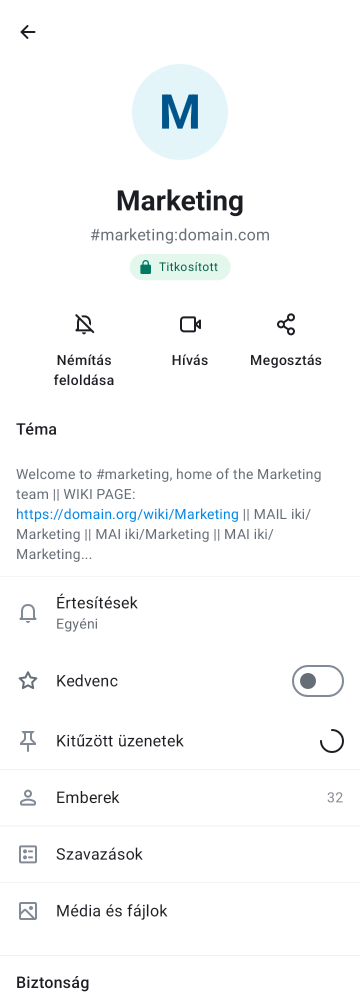 M
Marketing
#marketing:domain.com
Titkosított
Némítás
feloldása
Hívás
Megosztás
Téma
Welcome to #marketing, home of the Marketing
team || WIKI PAGE:
https://domain.org/wiki/Marketing || MAIL iki/
Marketing || MAI iki/Marketing || MAI iki/
Marketing...
Értesítések
Egyéni
Kedvenc
Kitűzött üzenetek
Emberek 32
Szavazások
Média és fájlok
Biztonság